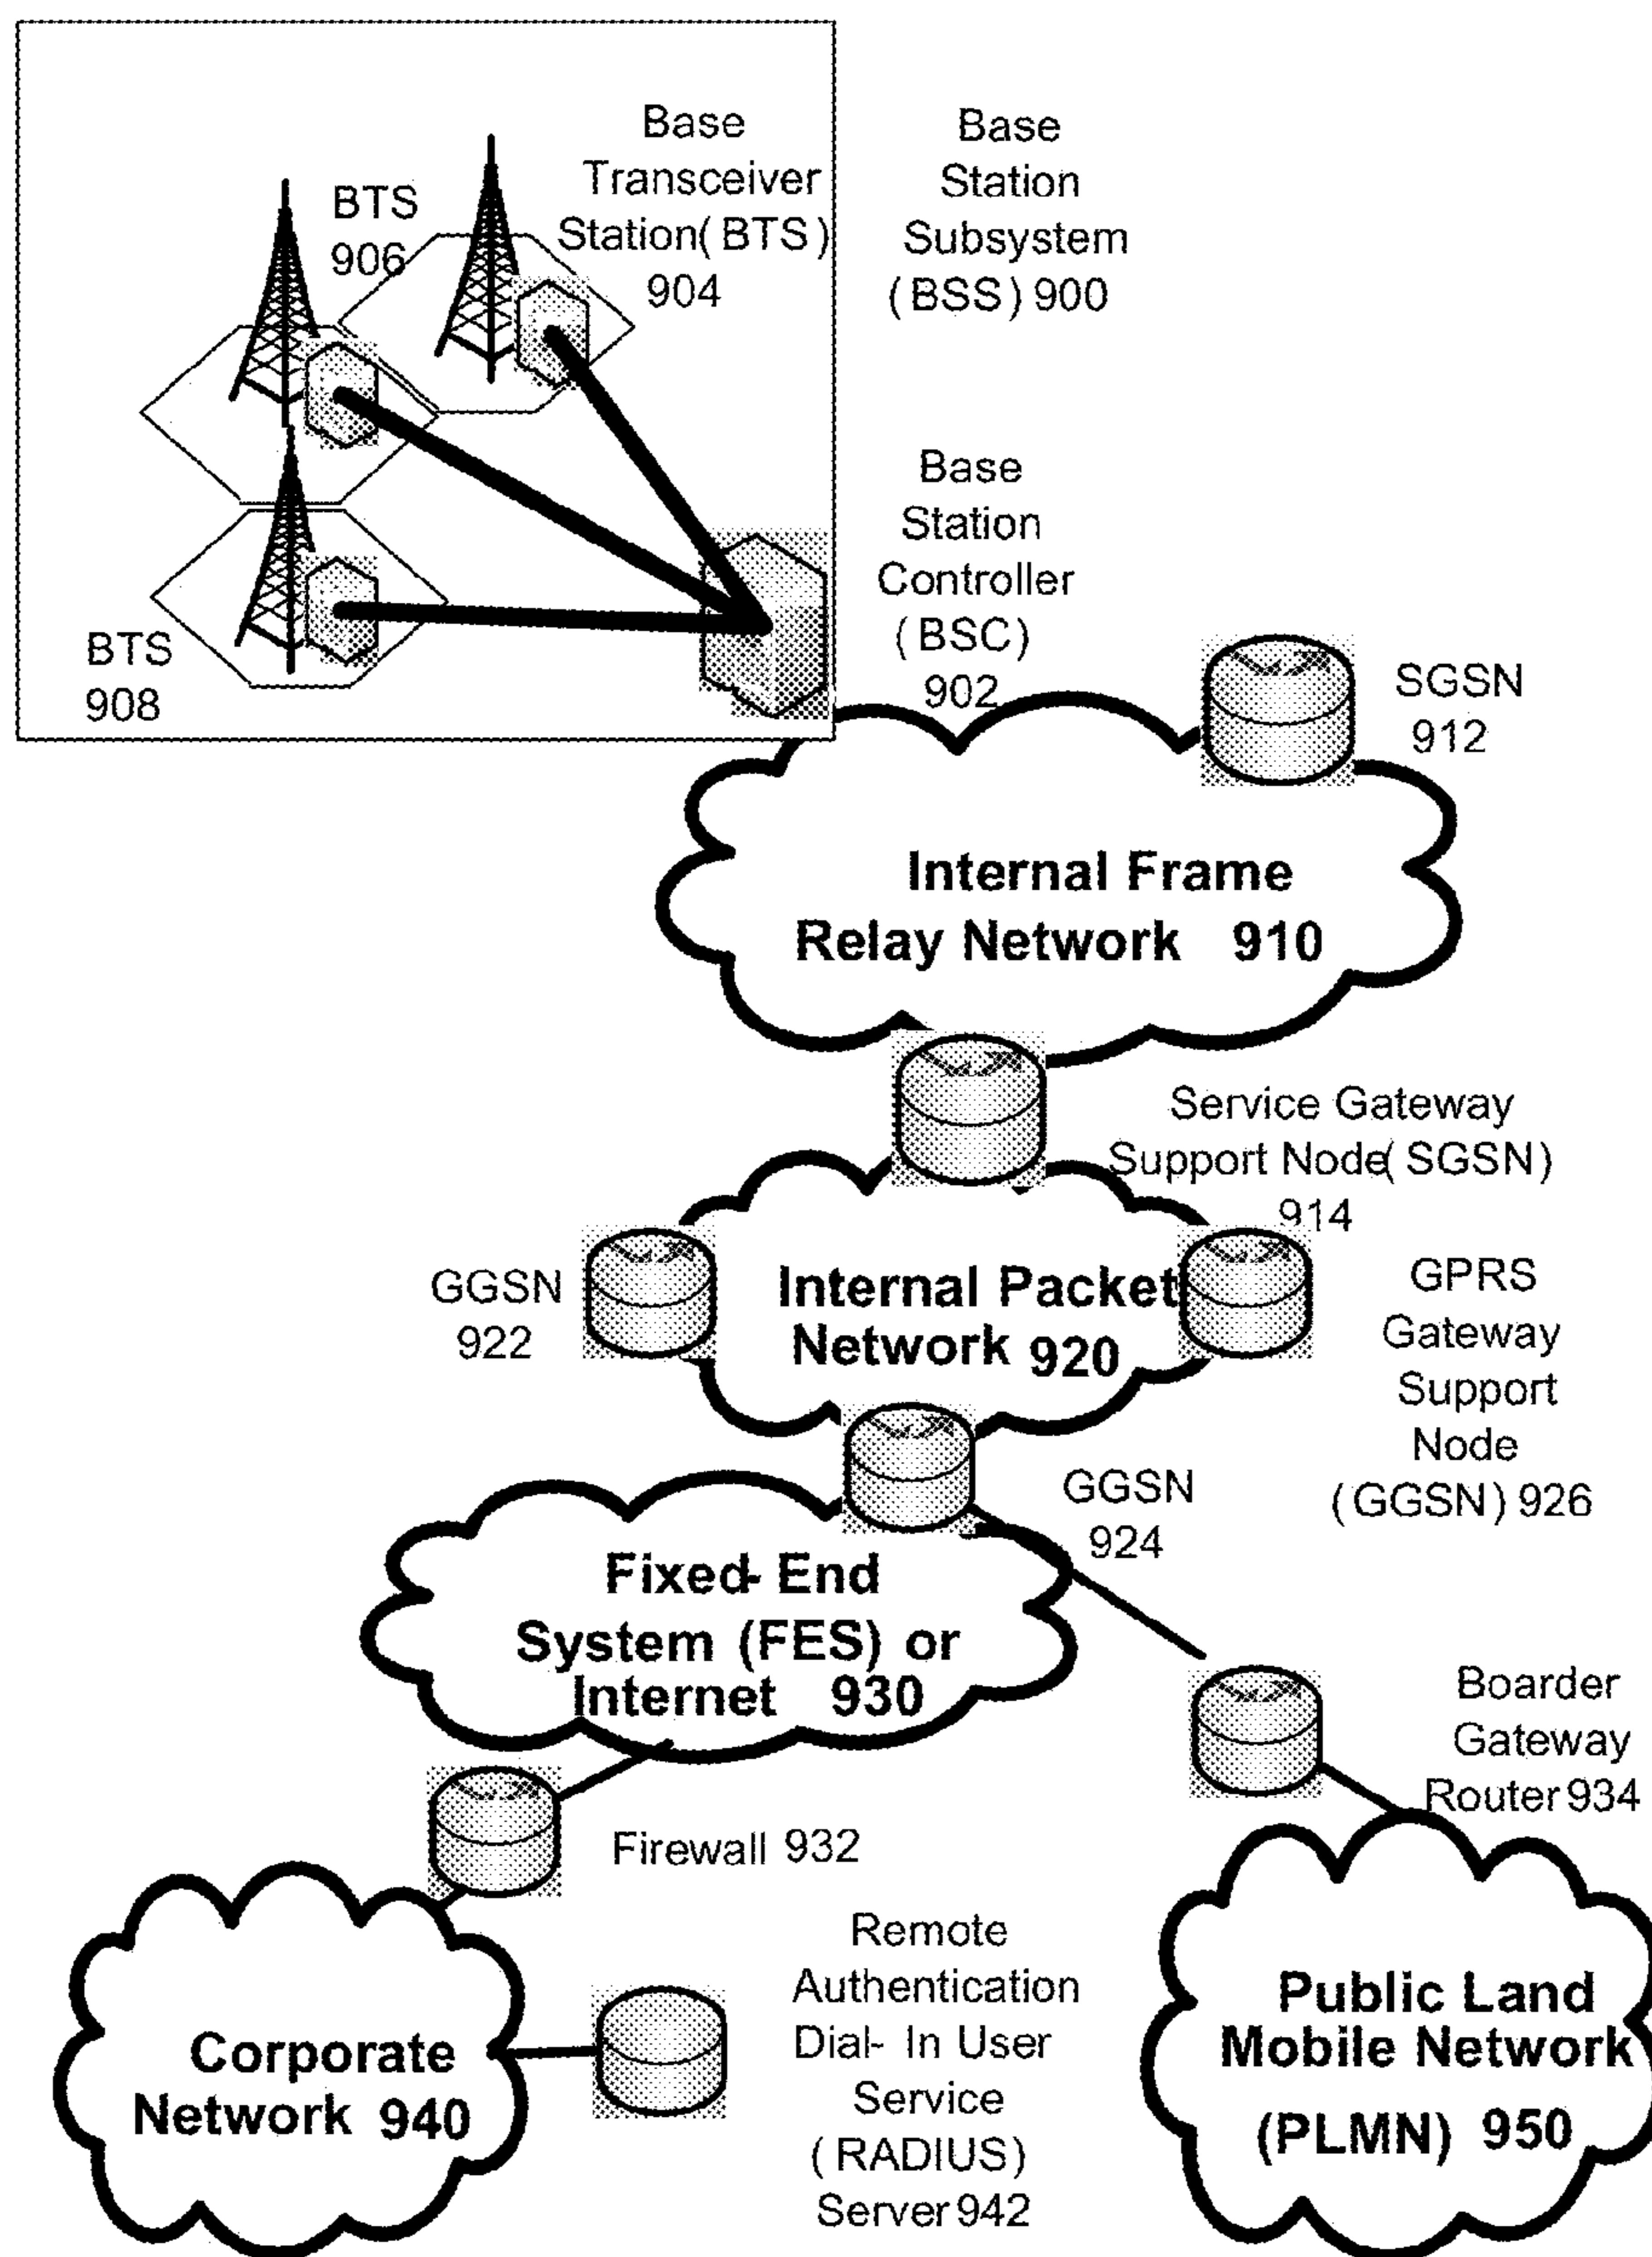 Base
Transceiver
Station( BTS )
904
BTS
906
BTS
908
Base
Station
Subsystem
( BSS ) 900
Base
Station
Controller
( BSC )
902
SGSN
912
Internal Frame
Relay Network 910
Service Gateway
Support Node( SGSN )
914
GGSN
922
Internal Packet
Network 920
GPRS
Gateway
Support
Node
( GGSN ) 926
GGSN
924
Fixed- End
System (FES) or
Internet 930
Boarder
Gateway
Router 934
Firewall 932
Remote
Authentication
Dial- In User
Service
( RADIUS )
Server 942
Corporate
Network 940
Public Land
Mobile Network
(PLMN) 950